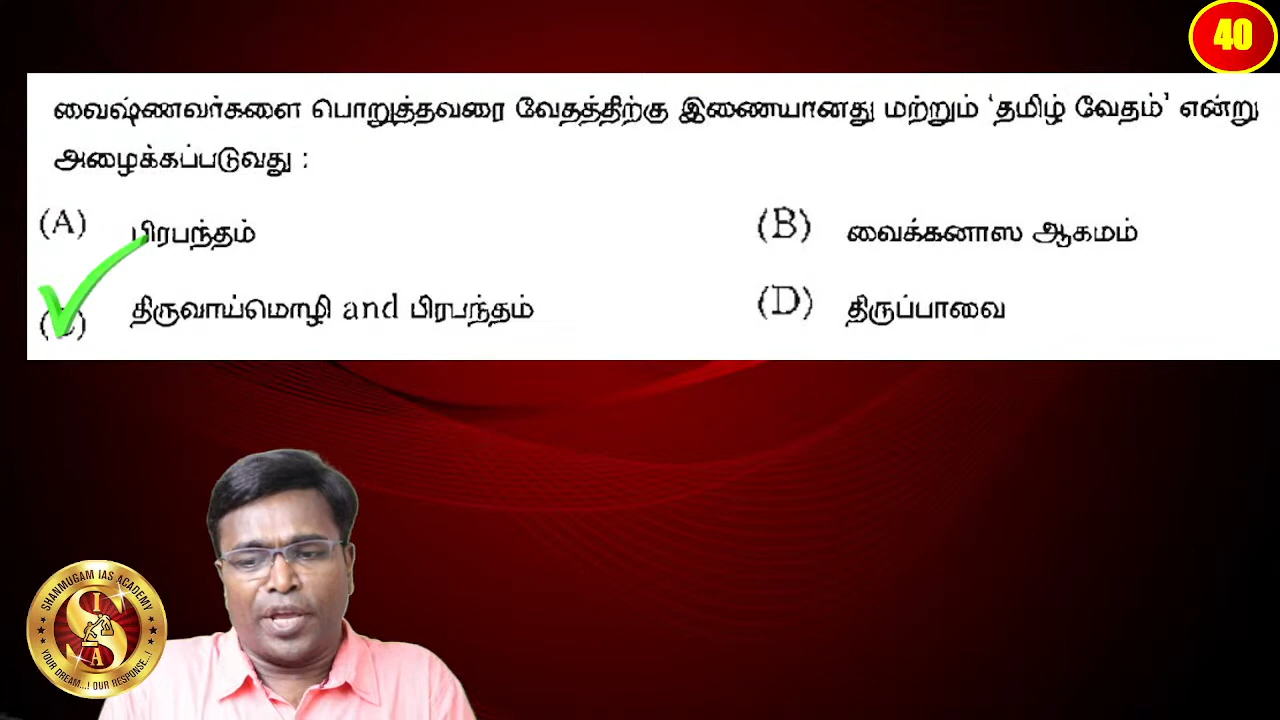 40
வைஷ்ணவர்களை பொறுத்தவரை வேதத்திற்கு இணையானது மற்றும் 'தமிழ் வேதம்' என்று
அழைக்கப்படுவது :
(A) பிரபந்தம்
(B) வைக்கனாஸ ஆகமம்
(C) திருவாய்மொழி and பிரபந்தம்
(D) திருப்பாவை
SHANMUGAM IAS ACADEMY
S I A
YOUR DREAM...! OUR RESPONSE...!